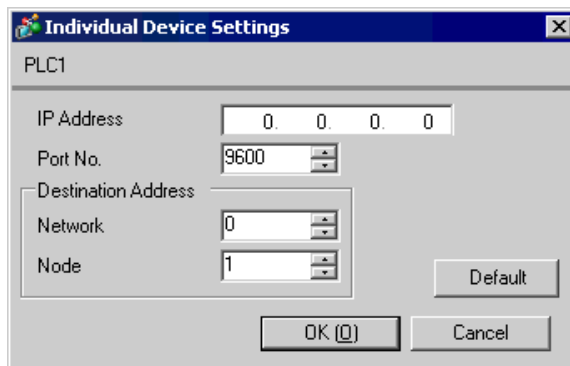 Individual Device Settings
PLC1
IP Address 0. 0. 0. 0
Port No. 9600
Destination Address
Network 0
Node 1
Default
OK (O) Cancel